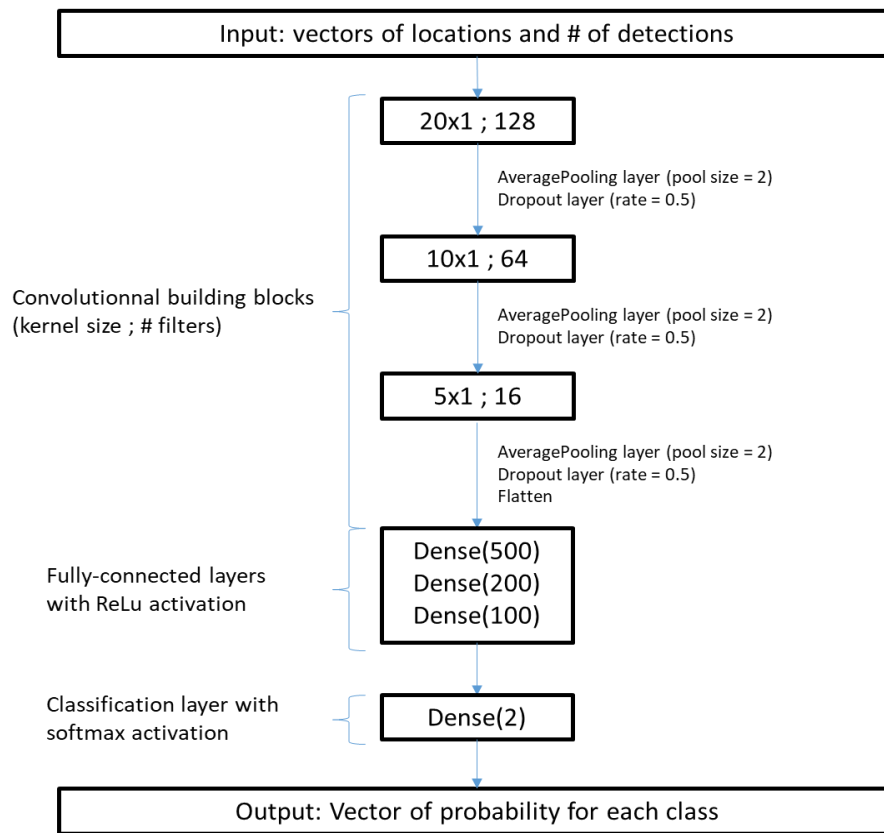 Input: vectors of locations and # of detections
20x1 ; 128
AveragePooling layer (pool size = 2)
Dropout layer (rate = 0.5)
10x1 ; 64
Convolutionnal building blocks
(kernel size ; # filters)
AveragePooling layer (pool size = 2)
Dropout layer (rate = 0.5)
5x1 ; 16
AveragePooling layer (pool size = 2)
Dropout layer (rate = 0.5)
Flatten
Fully-connected layers
with ReLu activation
Dense(500)
Dense(200)
Dense(100)
Classification layer with
softmax activation
Dense(2)
Output: Vector of probability for each class